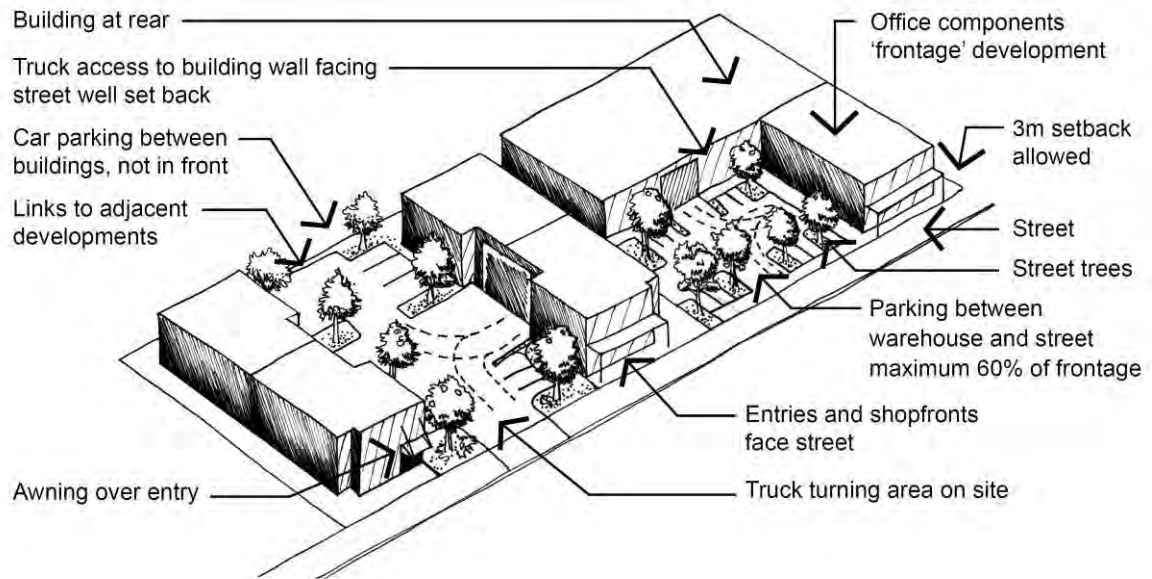 Building at rear
Truck access to building wall facing
street well set back
Car parking between
buildings, not in front
Links to adjacent
developments
Awning over entry
Office components
‘frontage’ development
3m setback
allowed
Street
Street trees
Parking between
warehouse and street
maximum 60% of frontage
Entries and shopfronts
face street
Truck turning area on site